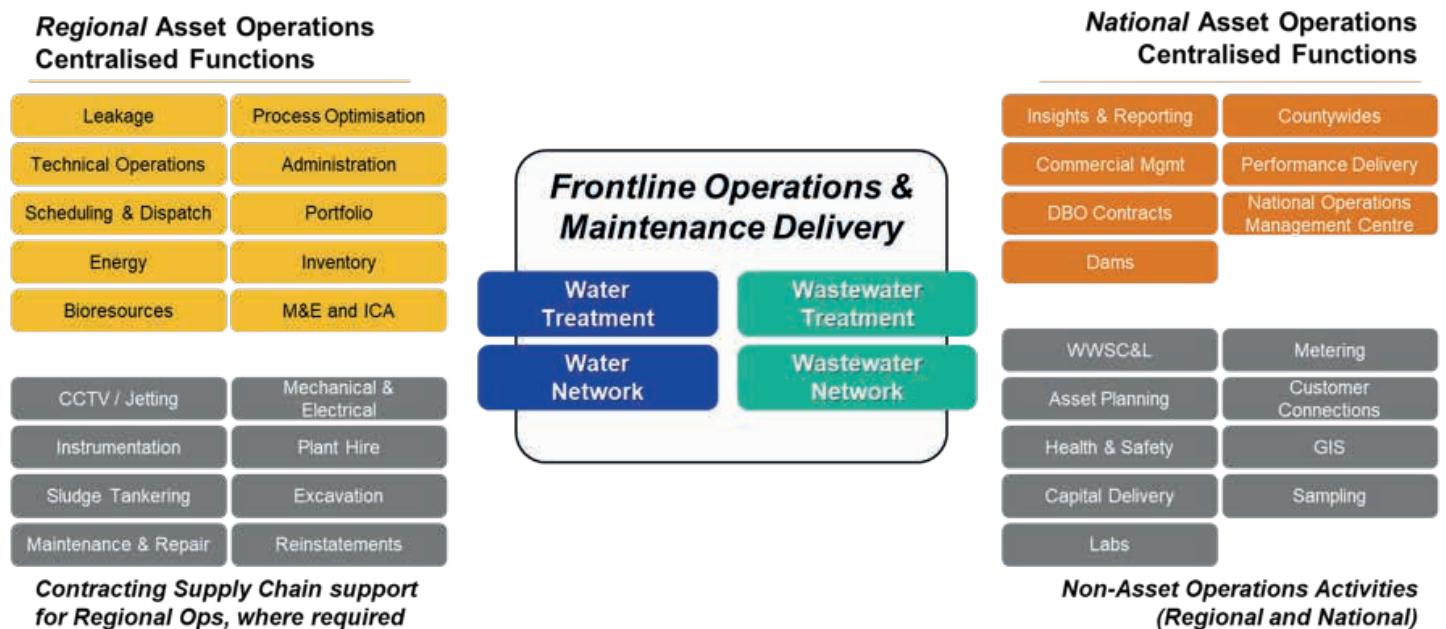 Regional Asset Operations
Centralised Functions
Leakage
Process Optimisation
Technical Operations
Administration
Scheduling & Dispatch
Portfolio
Energy
Inventory
Bioresources
M&E and ICA
CCTV / Jetting
Mechanical &
Electrical
Instrumentation
Plant Hire
Sludge Tankering
Excavation
Maintenance & Repair
Reinstatements
Contracting Supply Chain support
for Regional Ops, where required
Frontline Operations &
Maintenance Delivery
Water
Treatment
Wastewater
Treatment
Water
Network
Wastewater
Network
National Asset Operations
Centralised Functions
Insights & Reporting
Countywides
Commercial Mgmt
Performance Delivery
DBO Contracts
National Operations
Management Centre
Dams
WWSC&L
Metering
Asset Planning
Customer
Connections
Health & Safety
GIS
Capital Delivery
Sampling
Labs
Non-Asset Operations Activities
(Regional and National)